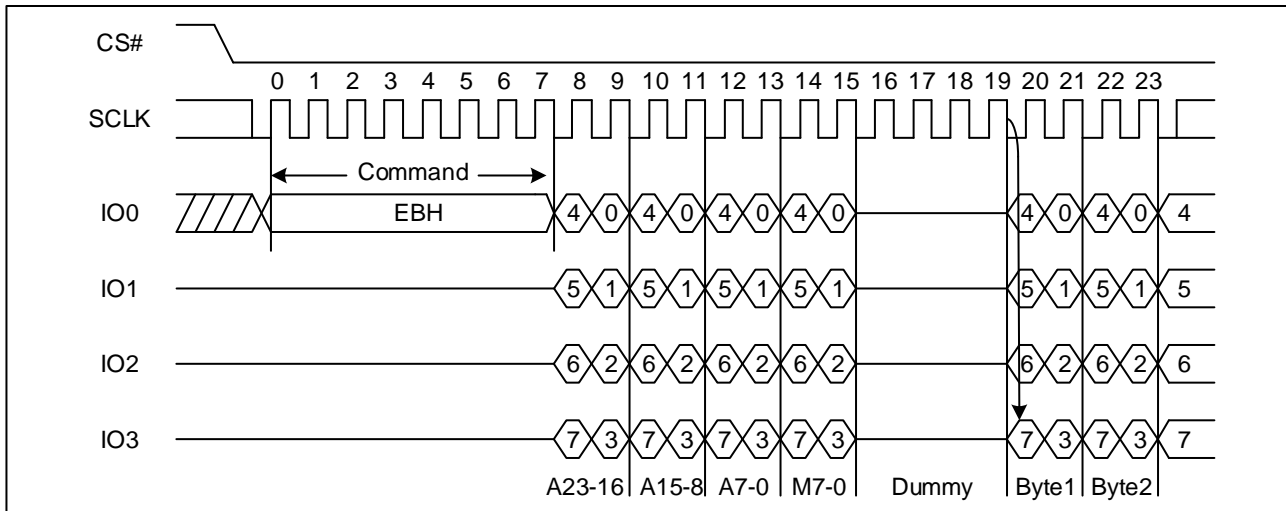 CS#
0 1 2 3 4 5 6 7 8 9 10 11 12 13 14 15 16 17 18 19 20 21 22 23
SCLK
Command
IO0 EBH 4 0 4 0 4 0 4 0 4 0 4 0 4
IO1 5 1 5 1 5 1 5 1 5 1 5 1 5
IO2 6 2 6 2 6 2 6 2 6 2 6 2 6
IO3 7 3 7 3 7 3 7 3 7 3 7 3 7
A23-16 A15-8 A7-0 M7-0 Dummy Byte1 Byte2